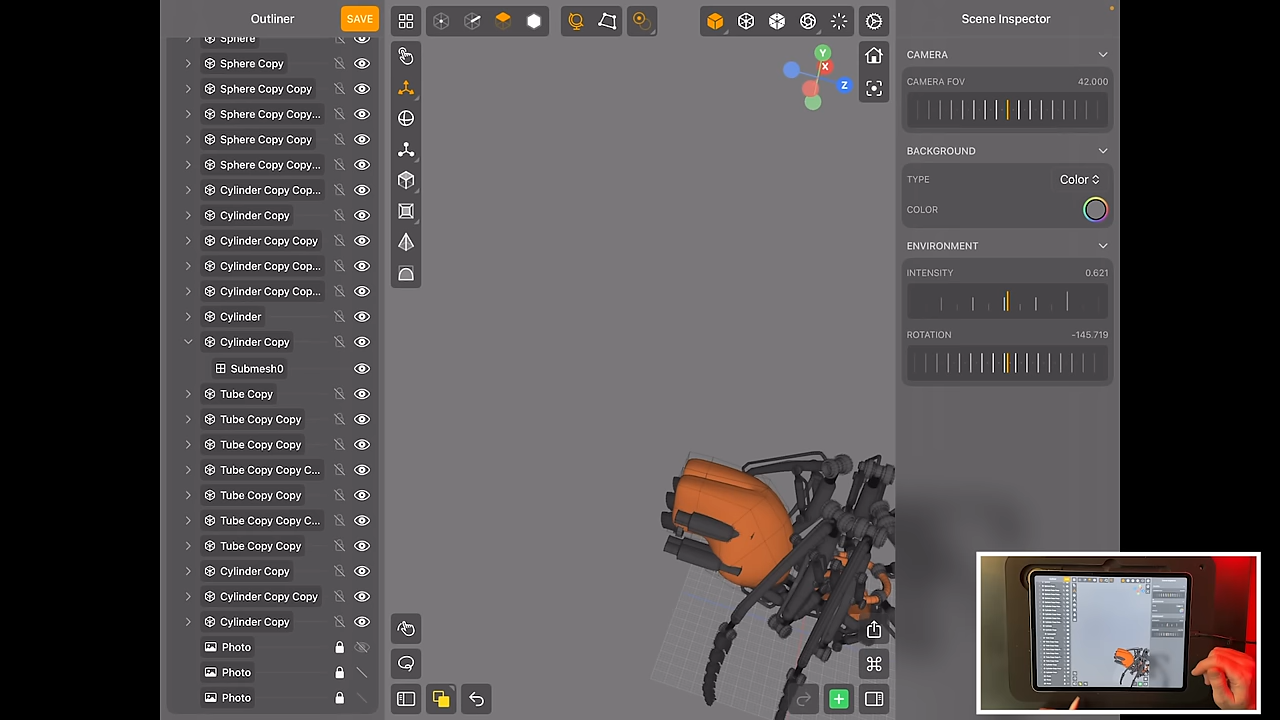 Outliner
SAVE
Sphere
Sphere Copy
Sphere Copy Copy
Sphere Copy Copy...
Sphere Copy Copy
Sphere Copy Copy...
Cylinder Copy Cop...
Cylinder Copy
Cylinder Copy Copy
Cylinder Copy Cop...
Cylinder Copy Cop...
Cylinder
Cylinder Copy
Submesh0
Tube Copy
Tube Copy Copy
Tube Copy Copy
Tube Copy Copy C...
Tube Copy Copy
Tube Copy Copy C...
Tube Copy Copy
Cylinder Copy
Cylinder Copy Copy
Cylinder Copy
Photo
Photo
Photo
Y
X
Z
Scene Inspector
CAMERA
CAMERA FOV 42.000
BACKGROUND
TYPE Color
COLOR
ENVIRONMENT
INTENSITY 0.621
ROTATION -145.719